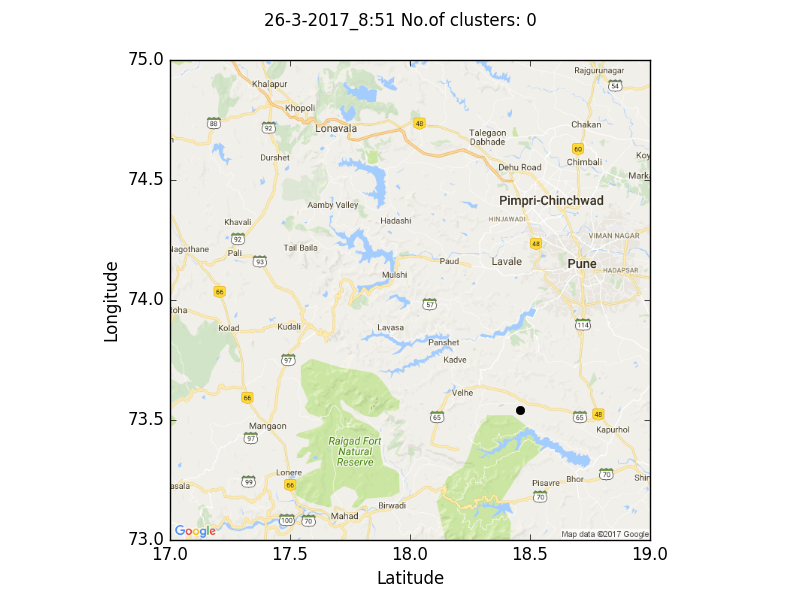 26-3-2017_8:51 No.of clusters: 0
75.0
74.5
74.0
73.5
73.0
Longitude
17.0
17.5
18.0
18.5
19.0
Latitude
Rajgurunagar
Khalapur
54
Khopoli
88
92
Lonavala
48
Chakan
Talegaon
Dabhade
60
Durshet
Chimbali
Koy
Dehu Road
Mark
Aamby Valley
Pimpri-Chinchwad
Khavali
Hadashi
HINJAWADI
92
VIMAN NAGAR
48
Nagothane
Pali
Tail Baila
93
Paud
Lavale
Pune
HADAPSAR
Mulshi
66
57
toha
Kolad
Kudali
Lavasa
114
Panshet
97
Kadve
66
Velhe
65
65
48
Mangaon
Kapurhol
97
Raigad Fort
Natural
Reserve
Lonere
99
66
Pisavre
Bhor
70
Shir
asala
70
Birwadi
Mahad
100
70
Google
Map data ©2017 Google